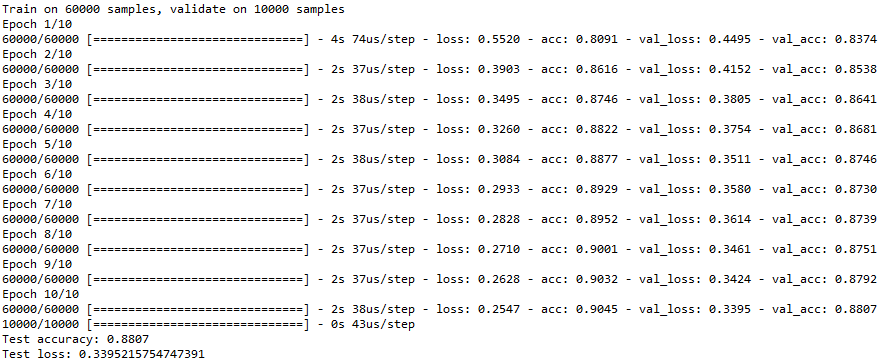 Train on 60000 samples, validate on 10000 samples
Epoch 1/10
60000/60000 [==============================] - 4s 74us/step - loss: 0.5520 - acc: 0.8091 - val_loss: 0.4495 - val_acc: 0.8374
Epoch 2/10
60000/60000 [==============================] - 2s 37us/step - loss: 0.3903 - acc: 0.8616 - val_loss: 0.4152 - val_acc: 0.8538
Epoch 3/10
60000/60000 [==============================] - 2s 38us/step - loss: 0.3495 - acc: 0.8746 - val_loss: 0.3805 - val_acc: 0.8641
Epoch 4/10
60000/60000 [==============================] - 2s 37us/step - loss: 0.3260 - acc: 0.8822 - val_loss: 0.3754 - val_acc: 0.8681
Epoch 5/10
60000/60000 [==============================] - 2s 38us/step - loss: 0.3084 - acc: 0.8877 - val_loss: 0.3511 - val_acc: 0.8746
Epoch 6/10
60000/60000 [==============================] - 2s 37us/step - loss: 0.2933 - acc: 0.8929 - val_loss: 0.3580 - val_acc: 0.8730
Epoch 7/10
60000/60000 [==============================] - 2s 37us/step - loss: 0.2828 - acc: 0.8952 - val_loss: 0.3614 - val_acc: 0.8739
Epoch 8/10
60000/60000 [==============================] - 2s 37us/step - loss: 0.2710 - acc: 0.9001 - val_loss: 0.3461 - val_acc: 0.8751
Epoch 9/10
60000/60000 [==============================] - 2s 37us/step - loss: 0.2628 - acc: 0.9032 - val_loss: 0.3424 - val_acc: 0.8792
Epoch 10/10
60000/60000 [==============================] - 2s 38us/step - loss: 0.2547 - acc: 0.9045 - val_loss: 0.3395 - val_acc: 0.8807
10000/10000 [==============================] - 0s 43us/step
Test accuracy: 0.8807
Test loss: 0.3395215754747391